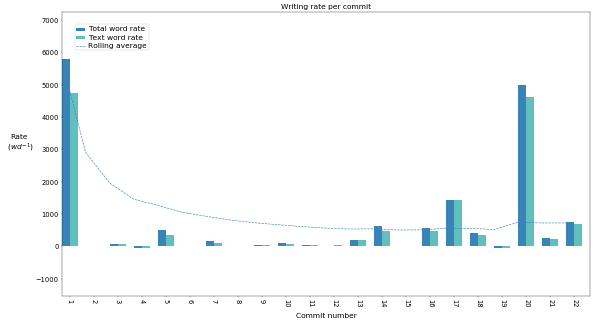 Writing rate per commit
7000
6000
5000
4000
3000
2000
1000
0
−1000
Rate
(wd⁻¹)
Total word rate
Text word rate
Rolling average
1 2 3 4 5 6 7 8 9 10 11 12 13 14 15 16 17 18 19 20 21 22
Commit number